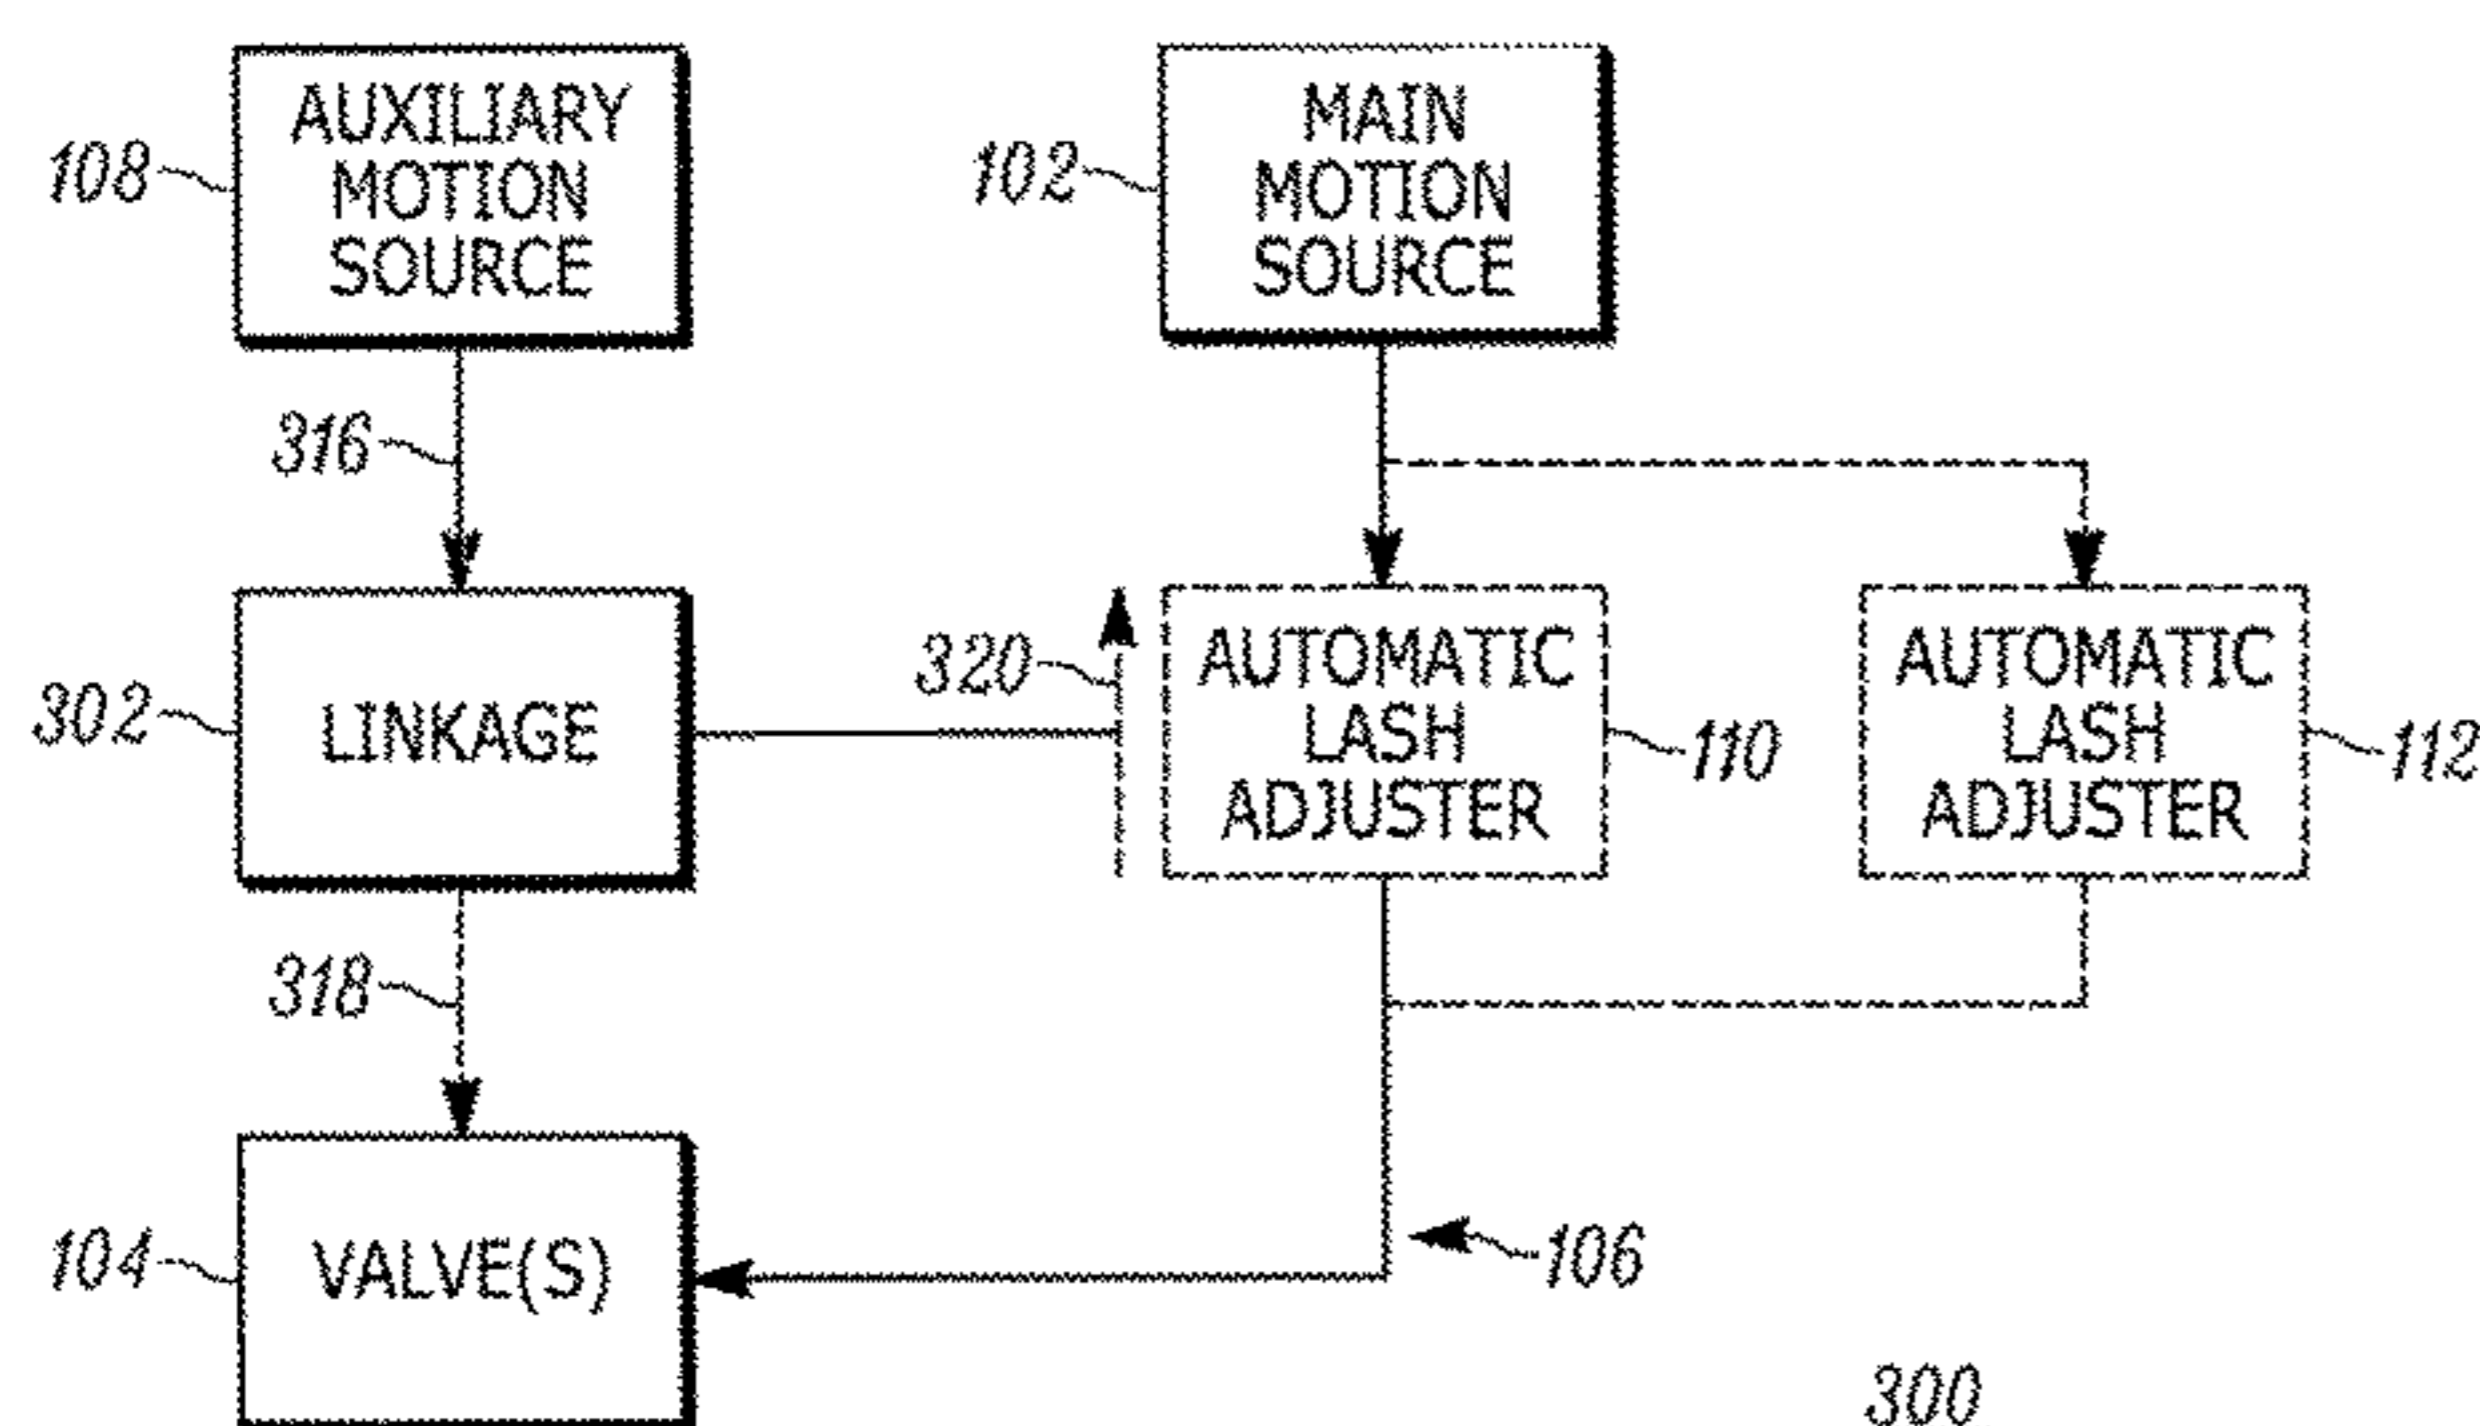 108
AUXILIARY
MOTION
SOURCE
102
MAIN
MOTION
SOURCE
316
302
LINKAGE
320
AUTOMATIC
LASH
ADJUSTER
110
AUTOMATIC
LASH
ADJUSTER
112
318
104
VALVE(S)
106
300